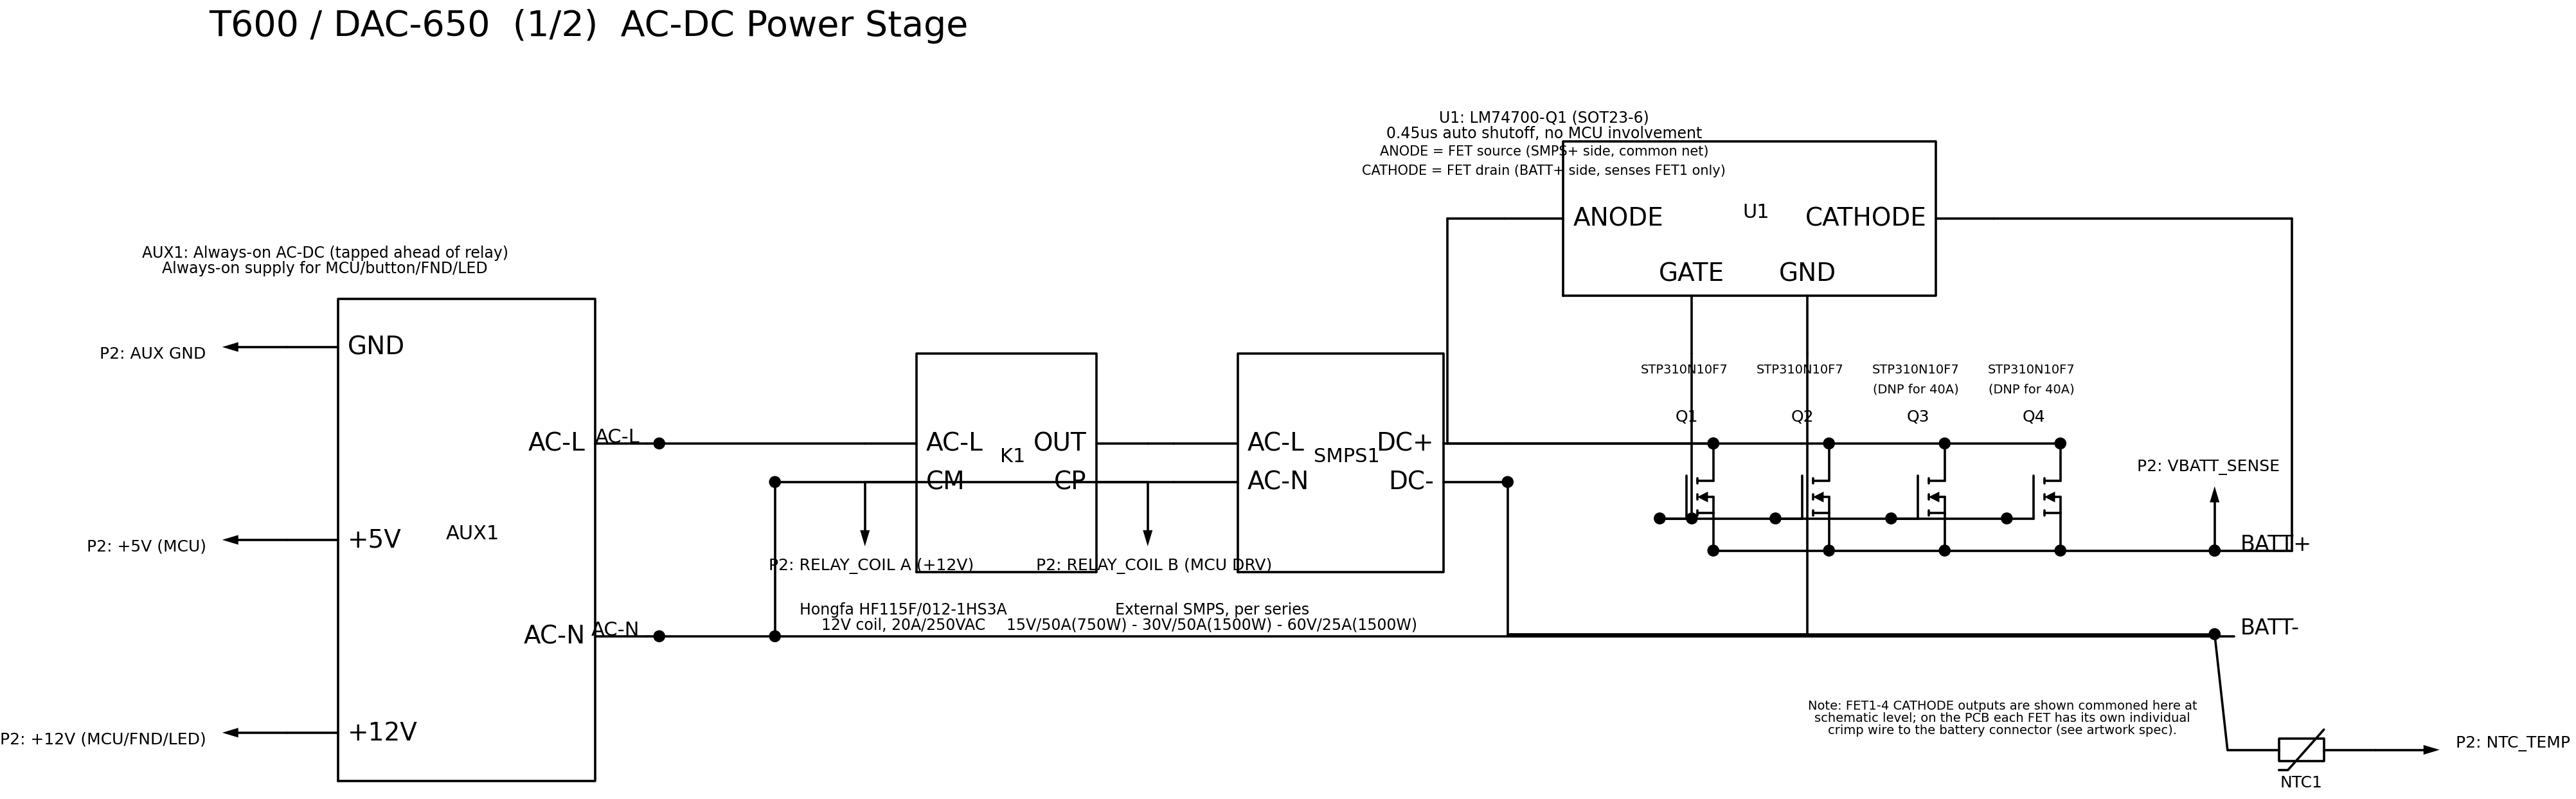 T600 / DAC-650  (1/2)  AC-DC Power Stage
U1: LM74700-Q1 (SOT23-6)
0.45us auto shutoff, no MCU involvement
ANODE = FET source (SMPS+ side, common net)
CATHODE = FET drain (BATT+ side, senses FET1 only)
ANODE
U1
CATHODE
GATE
GND
AUX1: Always-on AC-DC (tapped ahead of relay)
Always-on supply for MCU/button/FND/LED
P2: AUX GND
GND
AC-L
AC-L
P2: +5V (MCU)
+5V
AUX1
AC-N
AC-N
P2: +12V (MCU/FND/LED)
+12V
AC-L
OUT
K1
CM
CP
AC-L
DC+
SMPS1
AC-N
DC-
P2: RELAY_COIL A (+12V)
P2: RELAY_COIL B (MCU DRV)
Hongfa HF115F/012-1HS3A
12V coil, 20A/250VAC
External SMPS, per series
15V/50A(750W) - 30V/50A(1500W) - 60V/25A(1500W)
STP310N10F7
Q1
STP310N10F7
Q2
STP310N10F7
(DNP for 40A)
Q3
STP310N10F7
(DNP for 40A)
Q4
P2: VBATT_SENSE
BATT+
BATT-
Note: FET1-4 CATHODE outputs are shown commoned here at
schematic level; on the PCB each FET has its own individual
crimp wire to the battery connector (see artwork spec).
P2: NTC_TEMP
NTC1